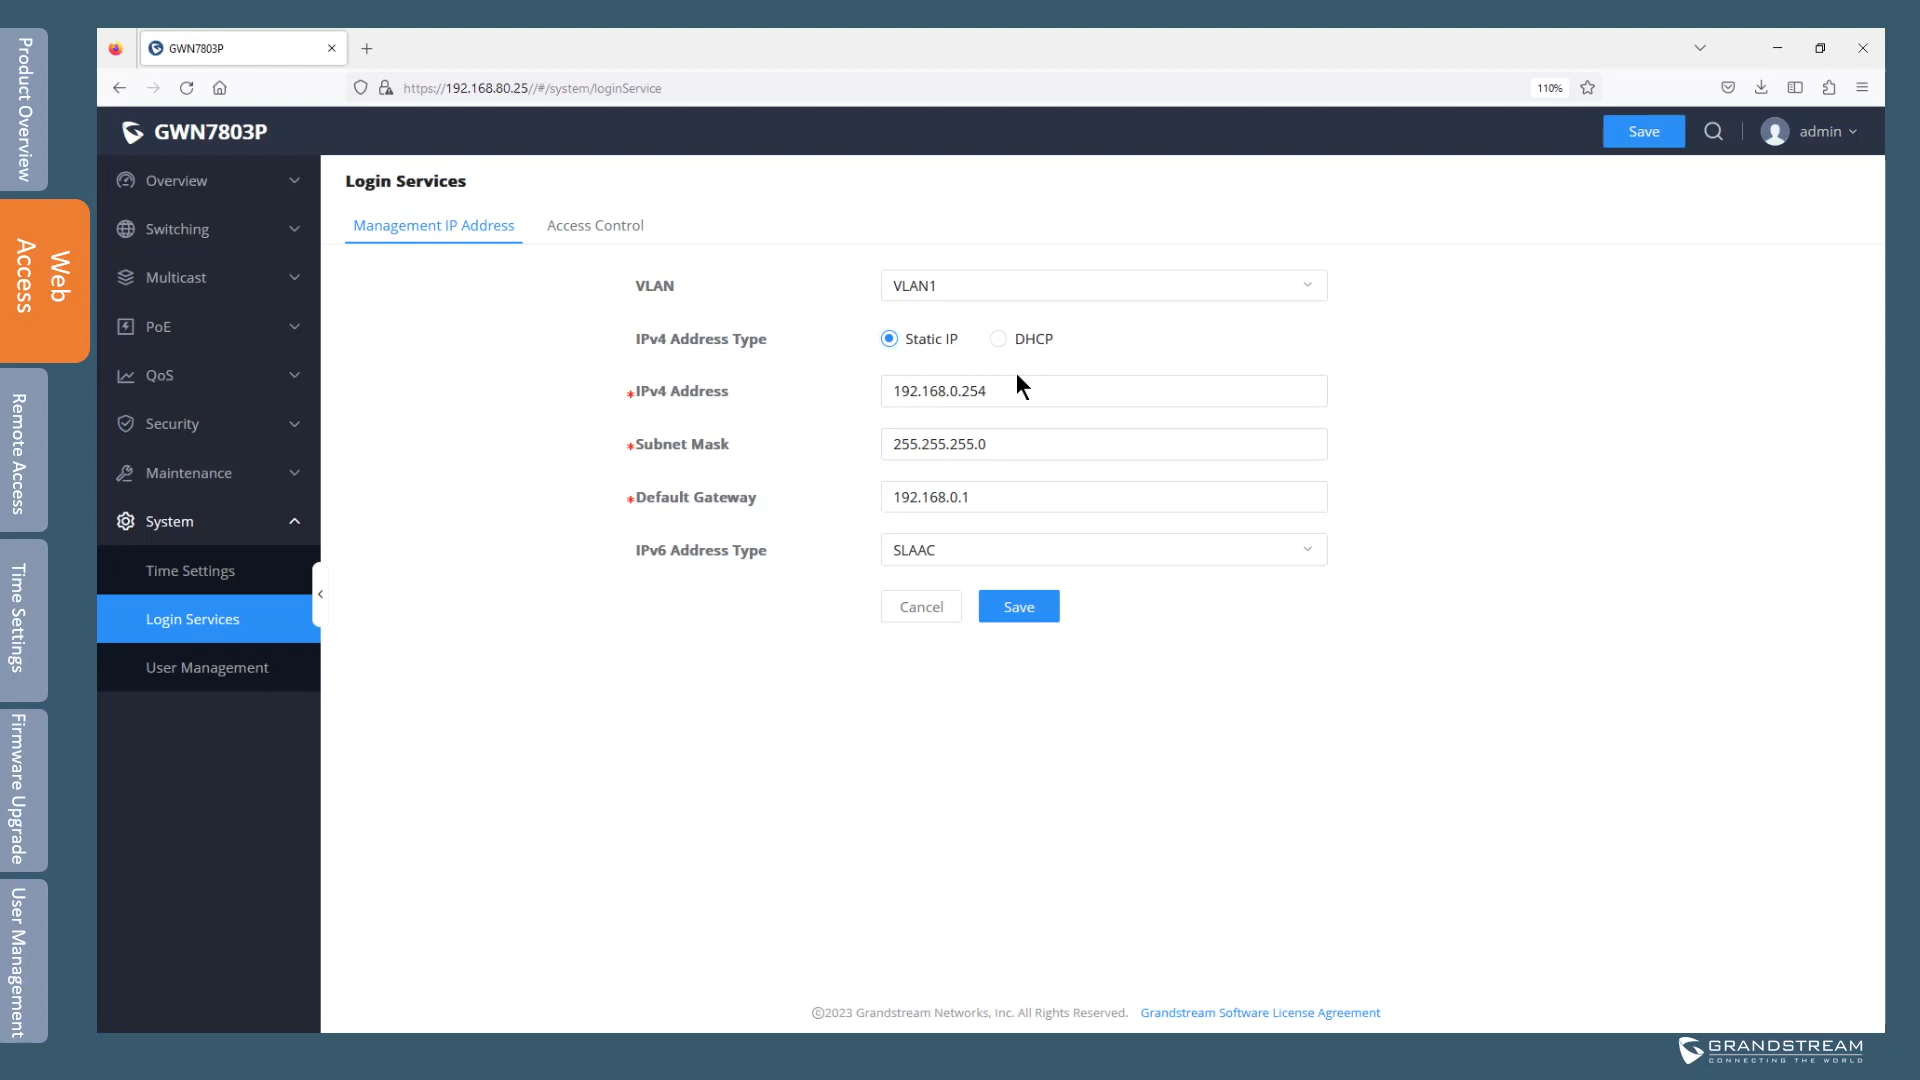 Product Overview
Web
Access
Remote Access
Time Settings
Firmware Upgrade
User Management
GWN7803P
https://192.168.80.25//#/system/loginService
110%
GWN7803P
Save
admin
Overview
Switching
Multicast
PoE
QoS
Security
Maintenance
System
Time Settings
Login Services
User Management
Login Services
Management IP Address
Access Control
VLAN
VLAN1
IPv4 Address Type
Static IP
DHCP
*IPv4 Address
192.168.0.254
*Subnet Mask
255.255.255.0
*Default Gateway
192.168.0.1
IPv6 Address Type
SLAAC
Cancel
Save
©2023 Grandstream Networks, Inc. All Rights Reserved. Grandstream Software License Agreement
GRANDSTREAM
CONNECTING THE WORLD